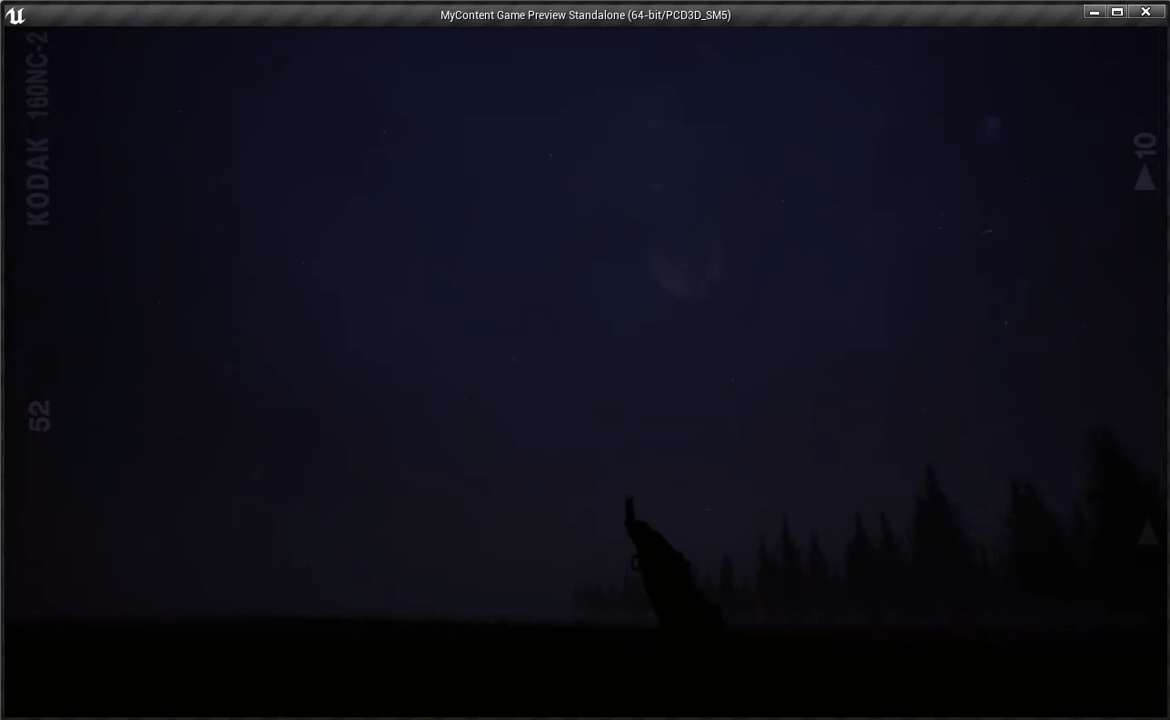 MyContent Game Preview Standalone (64-bit/PCD3D_SM5)
KODAK 160NC-2
52
10